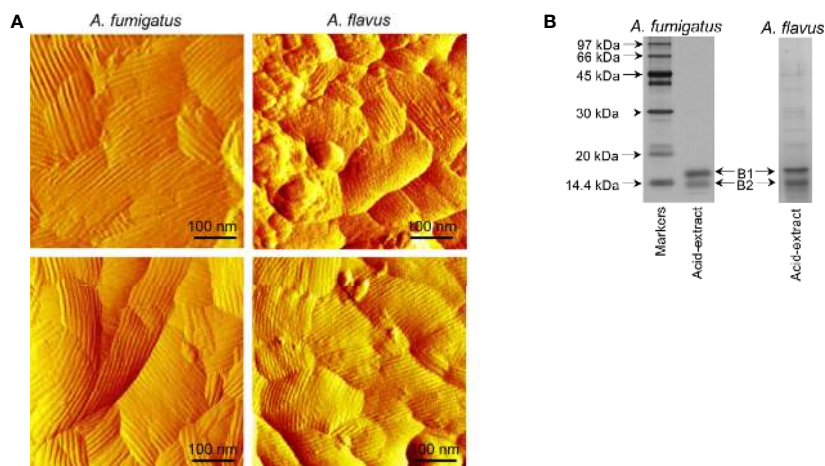 A
A. fumigatus
A. flavus
100 nm
100 nm
100 nm
100 nm
B
A. fumigatus
A. flavus
97 kDa
66 kDa
45 kDa
30 kDa
20 kDa
14.4 kDa
B1
B2
Markers
Acid-extract
Acid-extract